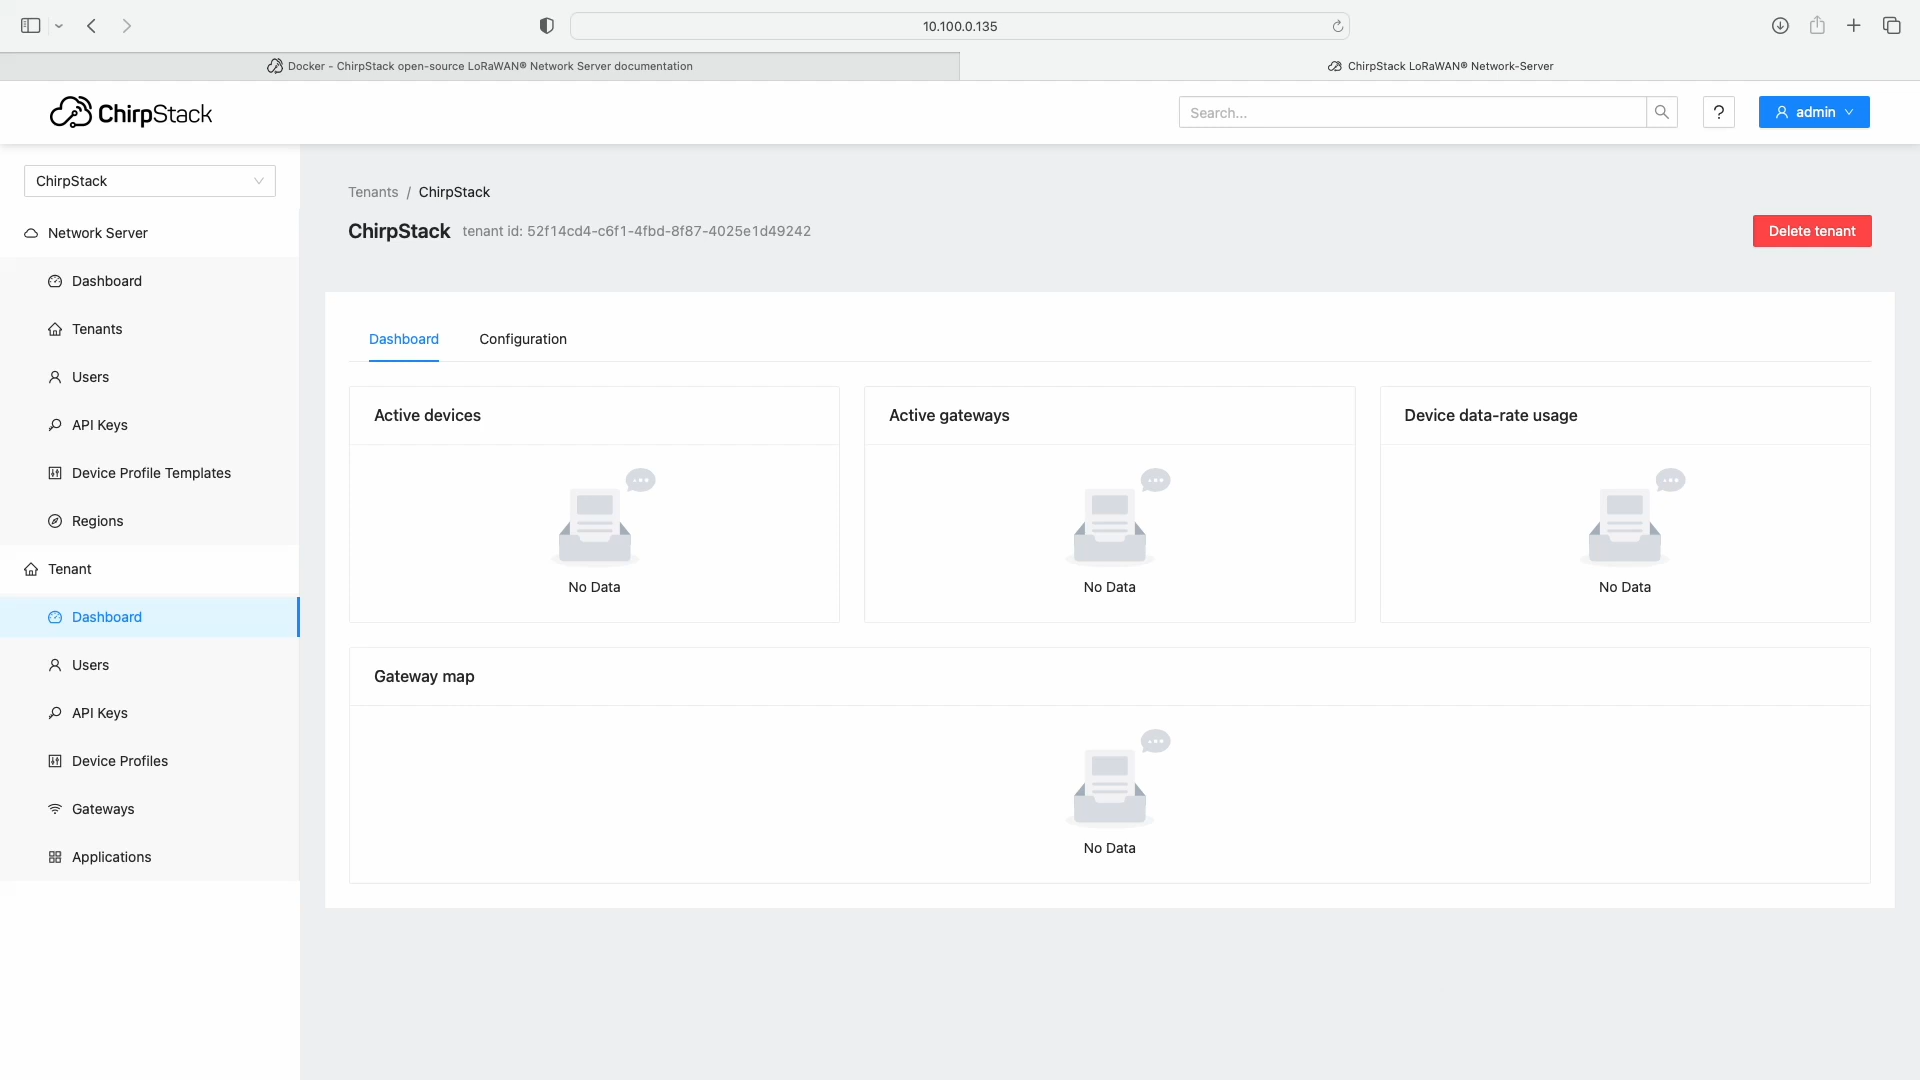 10.100.0.135
Docker - ChirpStack open-source LoRaWAN® Network Server documentation
ChirpStack LoRaWAN® Network-Server
ChirpStack
Search...
?
admin
ChirpStack
Network Server
Dashboard
Tenants
Users
API Keys
Device Profile Templates
Regions
Tenant
Dashboard
Users
API Keys
Device Profiles
Gateways
Applications
Tenants / ChirpStack
ChirpStack tenant id: 52f14cd4-c6f1-4fbd-8f87-4025e1d49242
Delete tenant
Dashboard Configuration
Active devices
No Data
Active gateways
No Data
Device data-rate usage
No Data
Gateway map
No Data